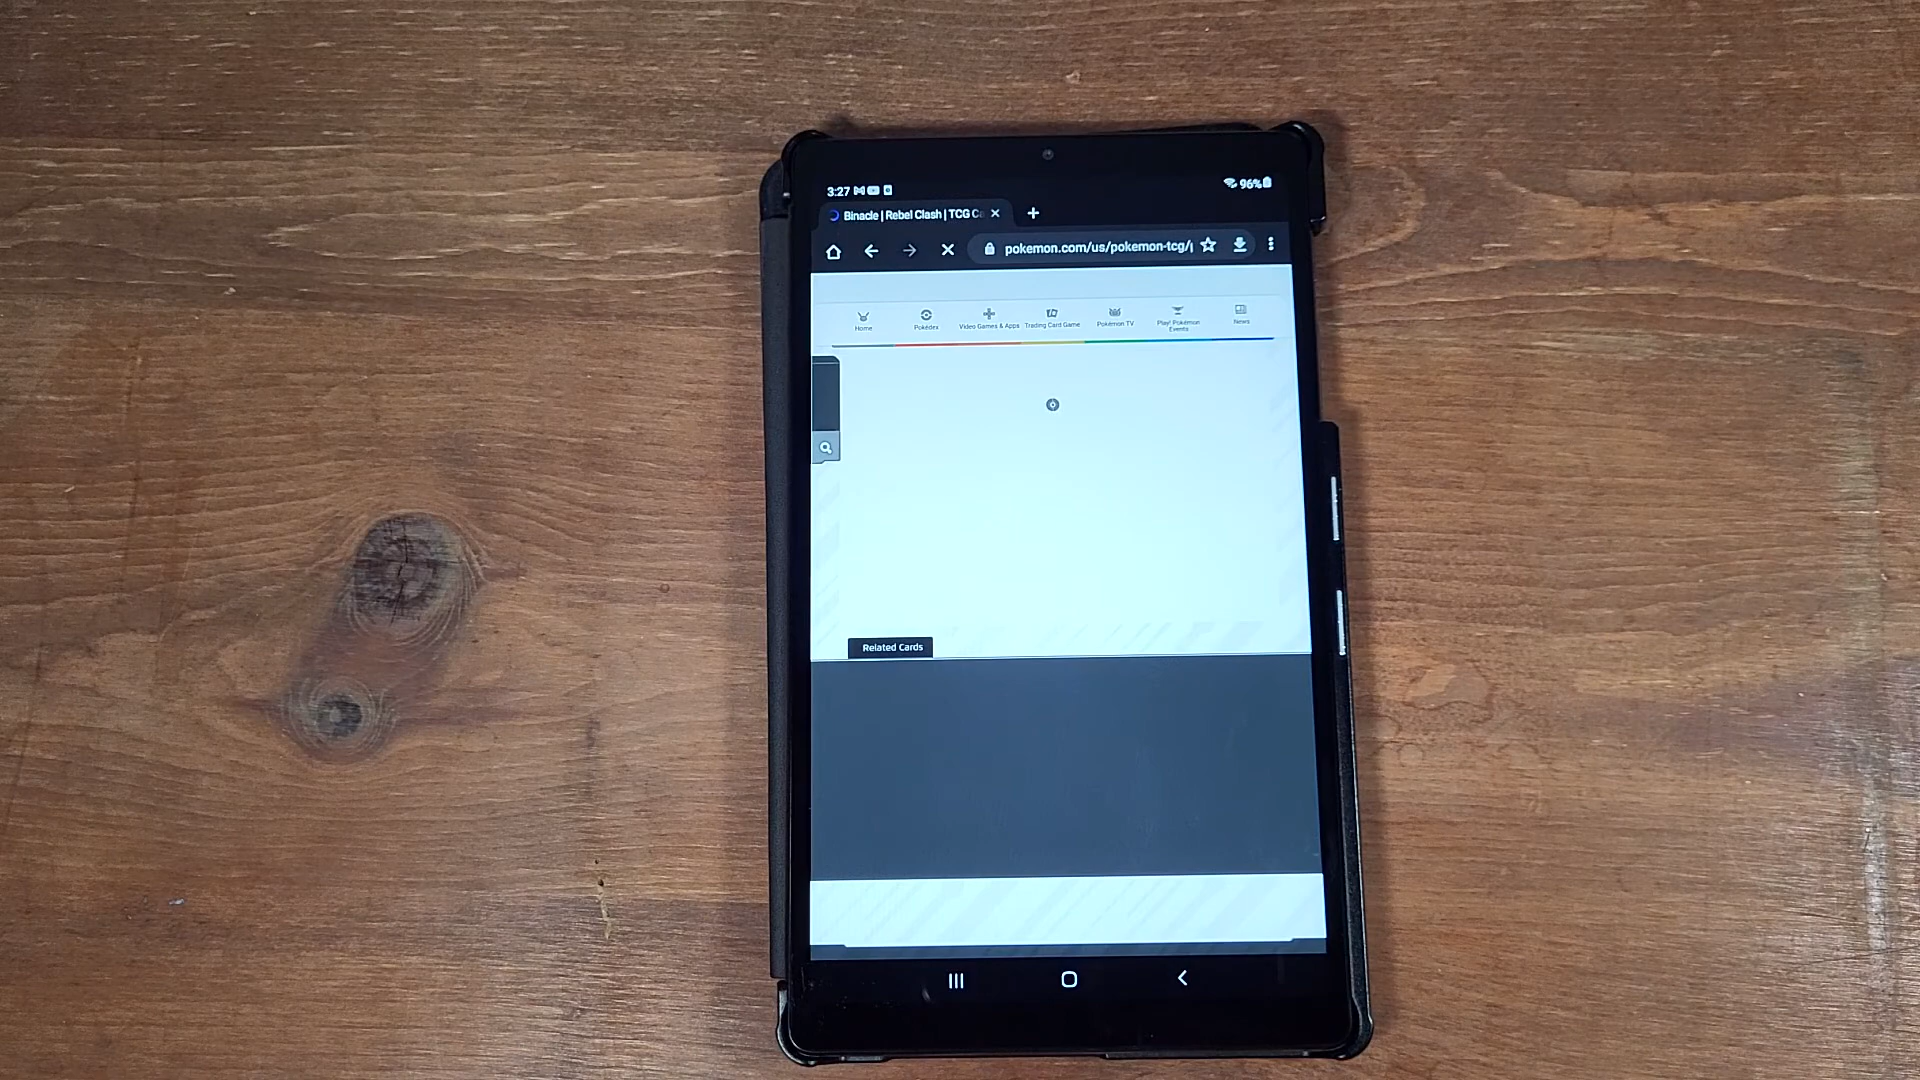 3:27
96%
Binacle | Rebel Clash | TCG Ca
pokemon.com/us/pokemon-tcg/
Home
Pokédex
Video Games & Apps
Trading Card Game
Pokémon TV
Play! Pokémon
Events
News
Related Cards